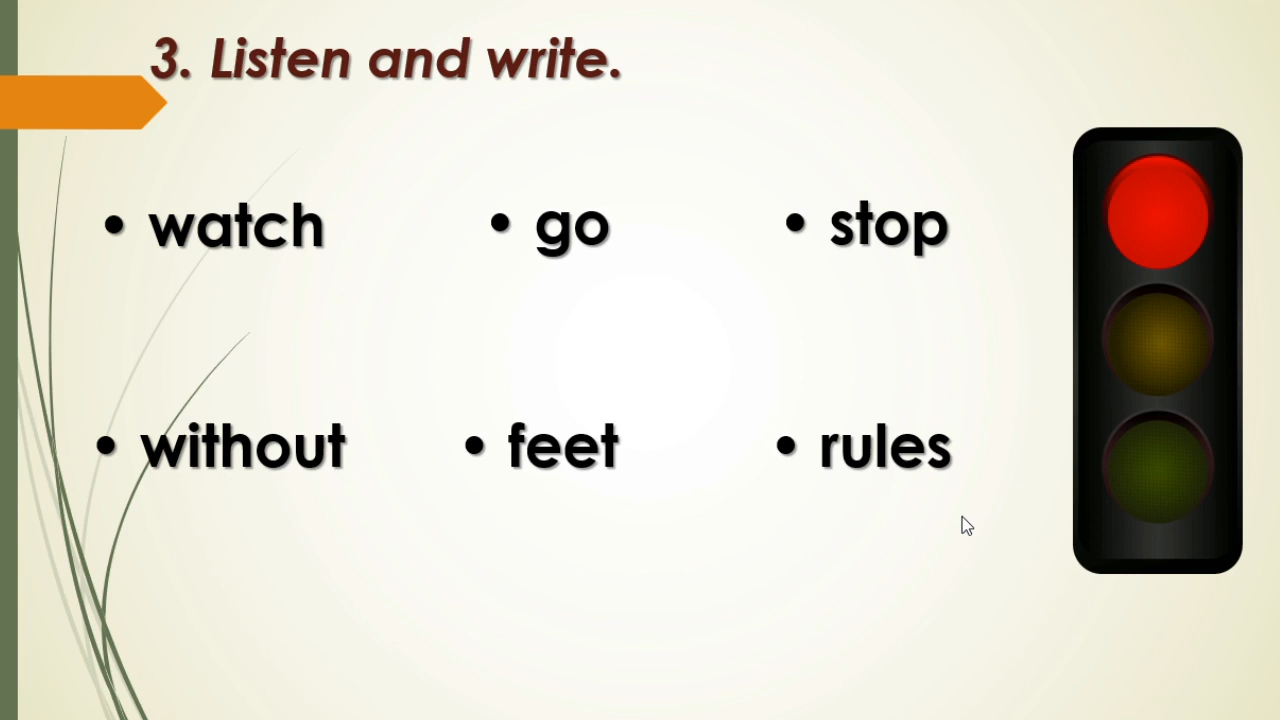 3. Listen and write.
• watch • go • stop
• without • feet • rules